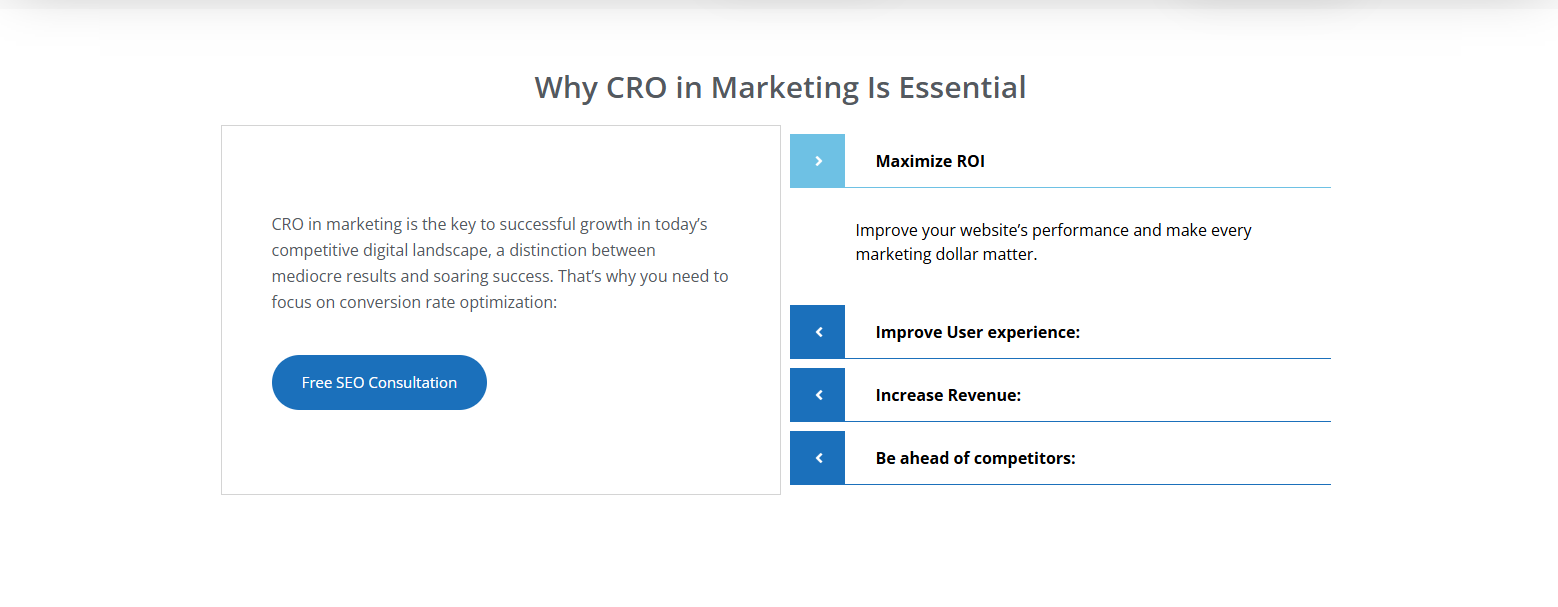 Why CRO in Marketing Is Essential
CRO in marketing is the key to successful growth in today’s
competitive digital landscape, a distinction between
mediocre results and soaring success. That’s why you need to
focus on conversion rate optimization:
Free SEO Consultation
Maximize ROI
Improve your website’s performance and make every
marketing dollar matter.
Improve User experience:
Increase Revenue:
Be ahead of competitors: